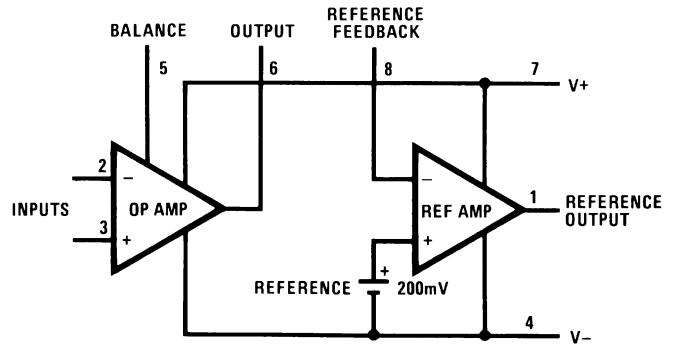 BALANCE
OUTPUT
REFERENCE
FEEDBACK
5
6
8
7
V+
2
−
OP AMP
INPUTS
3
+
−
REF AMP
+
1
REFERENCE
OUTPUT
REFERENCE
+
200mV
4
V−